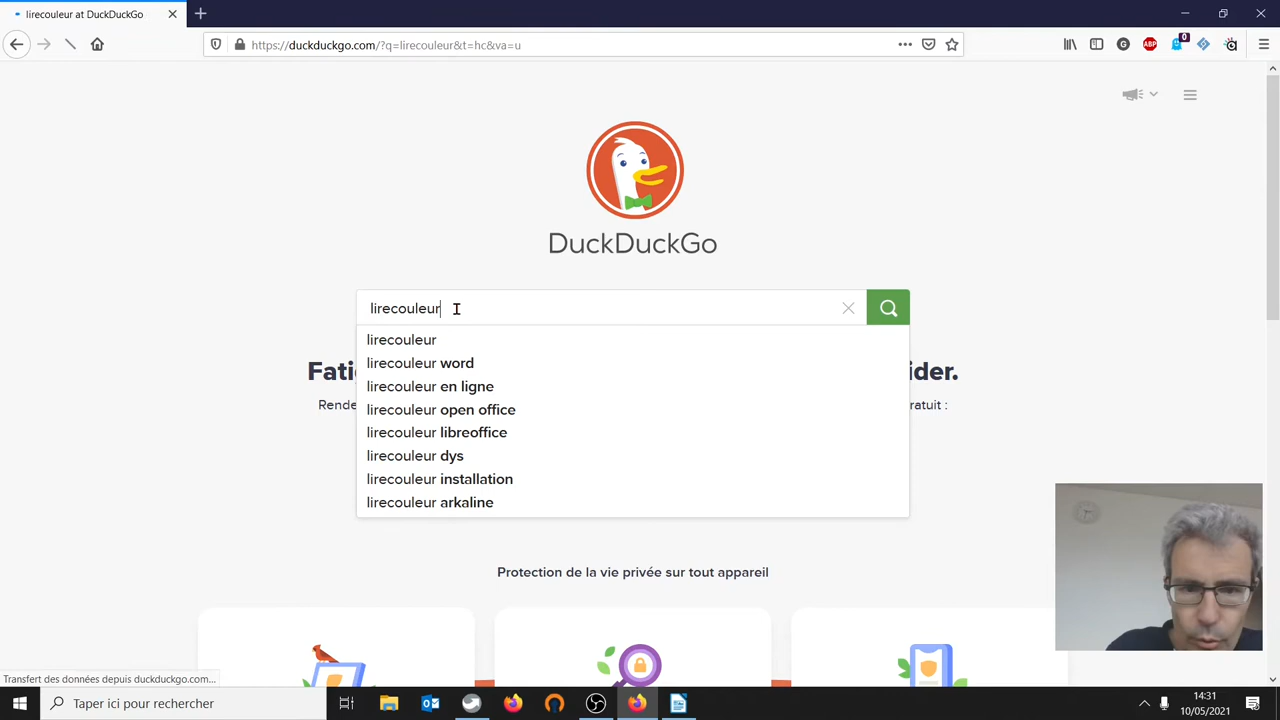 lirecouleur at DuckDuckGo
https://duckduckgo.com/?q=lirecouleur&t=hc&va=u
G
ABP
0
DuckDuckGo
lirecouleur
lirecouleur
lirecouleur word
lirecouleur en ligne
lirecouleur open office
lirecouleur libreoffice
lirecouleur dys
lirecouleur installation
lirecouleur arkaline
Fati
ider.
Rende
ratuit :
Protection de la vie privée sur tout appareil
Transfert des données depuis duckduckgo.com...
Taper ici pour rechercher
14:31
10/05/2021